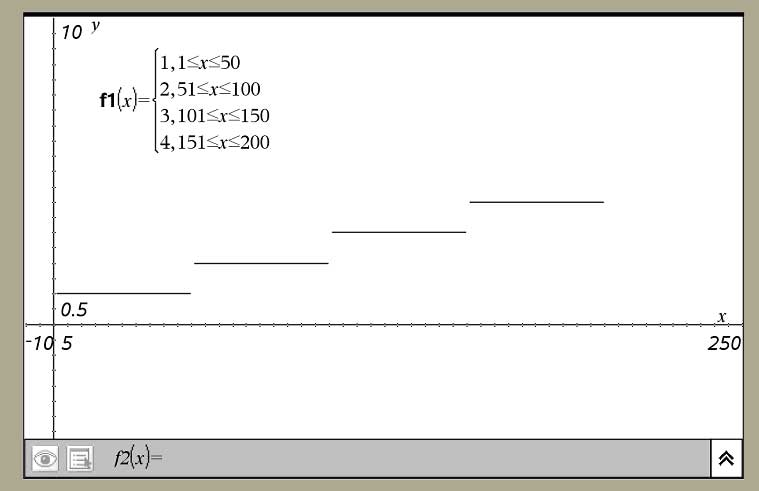 10 y
1,1≤x≤50
f1(x)= 2,51≤x≤100
3,101≤x≤150
4,151≤x≤200
0.5
x
-10 5 250
f2(x)=